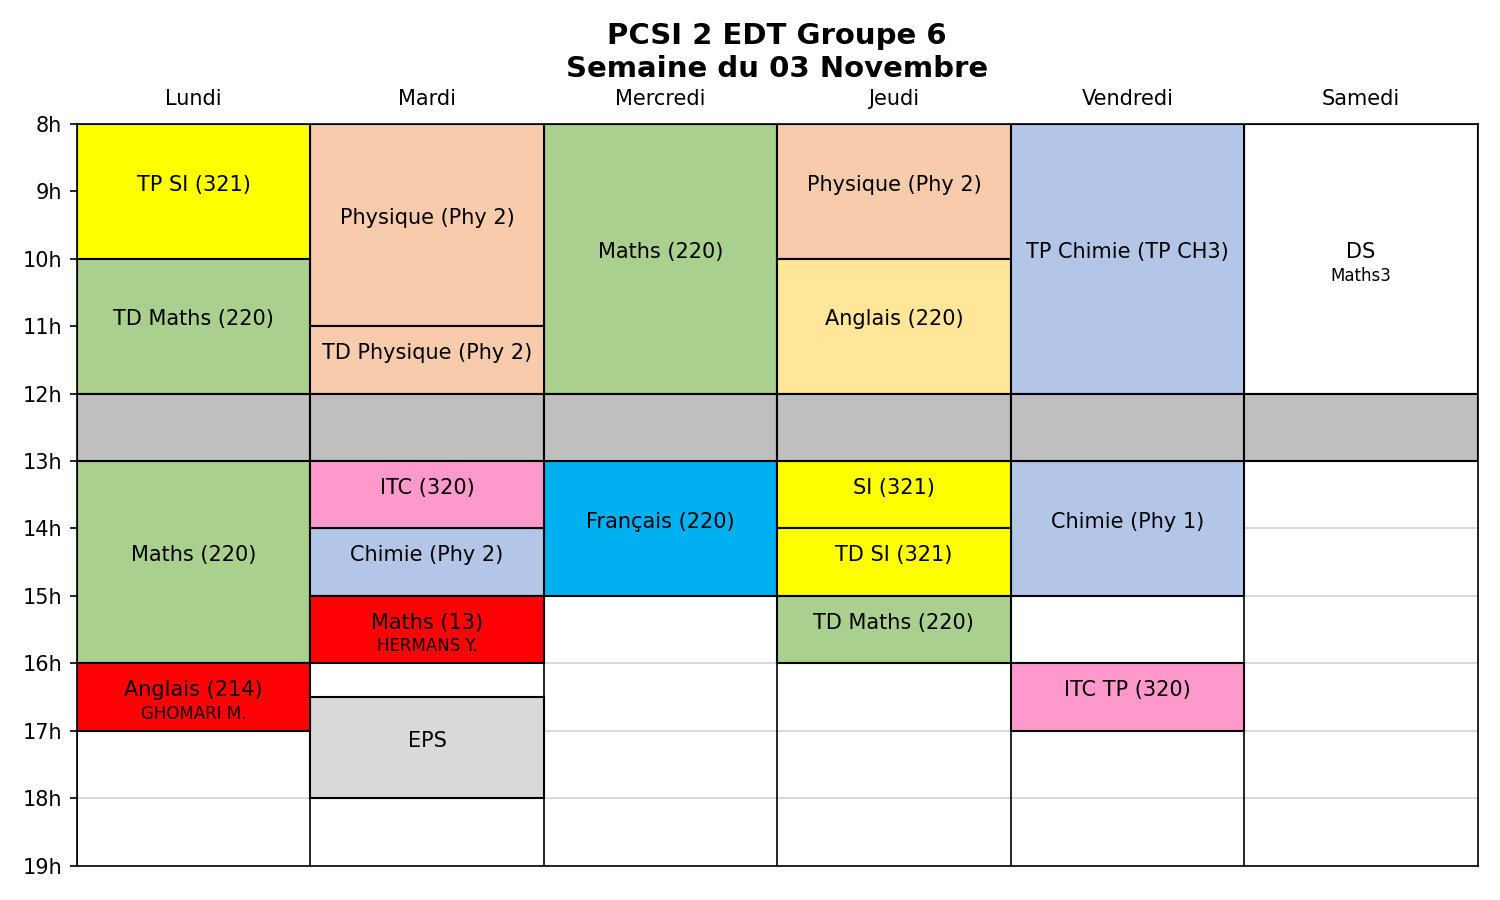 PCSI 2 EDT Groupe 6
Semaine du 03 Novembre
Lundi
Mardi
Mercredi
Jeudi
Vendredi
Samedi
8h
9h
10h
11h
12h
13h
14h
15h
16h
17h
18h
19h
TP SI (321)
TD Maths (220)
Maths (220)
Anglais (214)
GHOMARI M.
Physique (Phy 2)
TD Physique (Phy 2)
ITC (320)
Chimie (Phy 2)
Maths (13)
HERMANS Y.
EPS
Maths (220)
Français (220)
Physique (Phy 2)
Anglais (220)
SI (321)
TD SI (321)
TD Maths (220)
TP Chimie (TP CH3)
Chimie (Phy 1)
ITC TP (320)
DS
Maths3